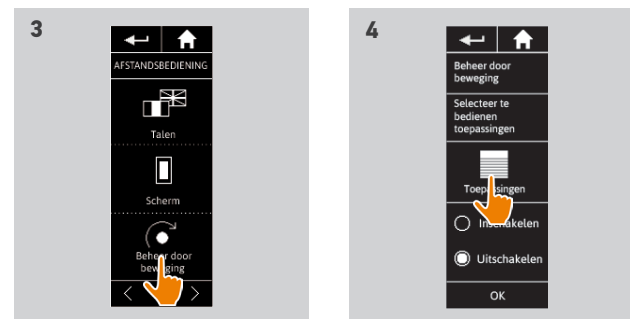 3
AFSTANDSBEDIENING
Talen
Scherm
Beheer door
beweging
4
Beheer door
beweging
Selecteer te
bedienen
toepassingen
Toepassingen
Inschakelen
Uitschakelen
OK